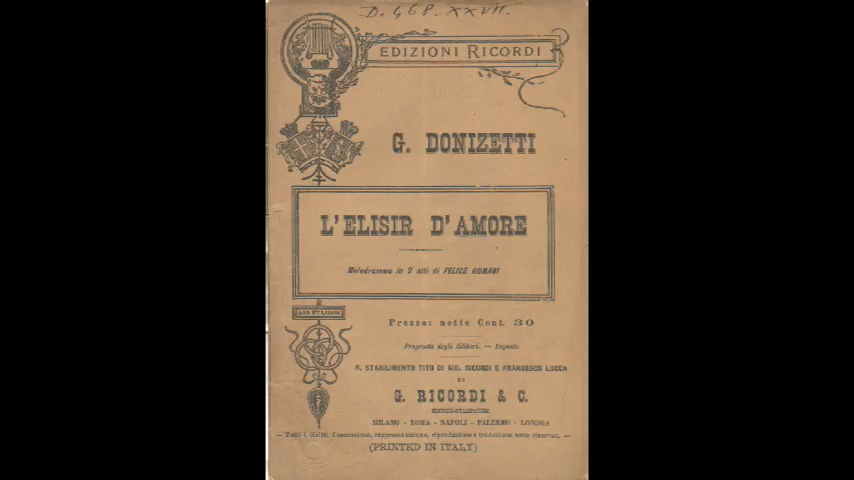 D. 468. XXVII.
EDIZIONI RICORDI
G. DONIZETTI
L'ELISIR D'AMORE
Melodramma in 2 atti di FELICE ROMANI
ARS ET LABOR
Prezzo: netto Cent. 30
Proprietà degli Editori. — Deposto
R. STABILIMENTO TITO DI GIO. RICORDI E FRANCESCO LUCCA
DI
G. RICORDI & C.
EDITORI-STAMPATORI
MILANO - ROMA - NAPOLI - PALERMO - LONDRA
— Tutti i diritti d'esecuzione, rappresentazione, riproduzione e traduzione sono riservati. —
(PRINTED IN ITALY)